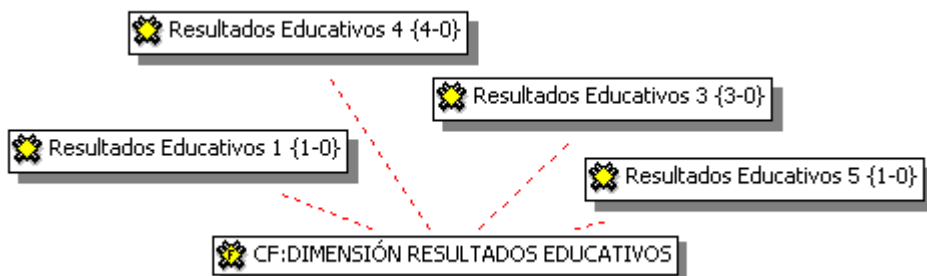 Resultados Educativos 4 {4-0}
Resultados Educativos 3 {3-0}
Resultados Educativos 1 {1-0}
Resultados Educativos 5 {1-0}
CF:DIMENSIÓN RESULTADOS EDUCATIVOS